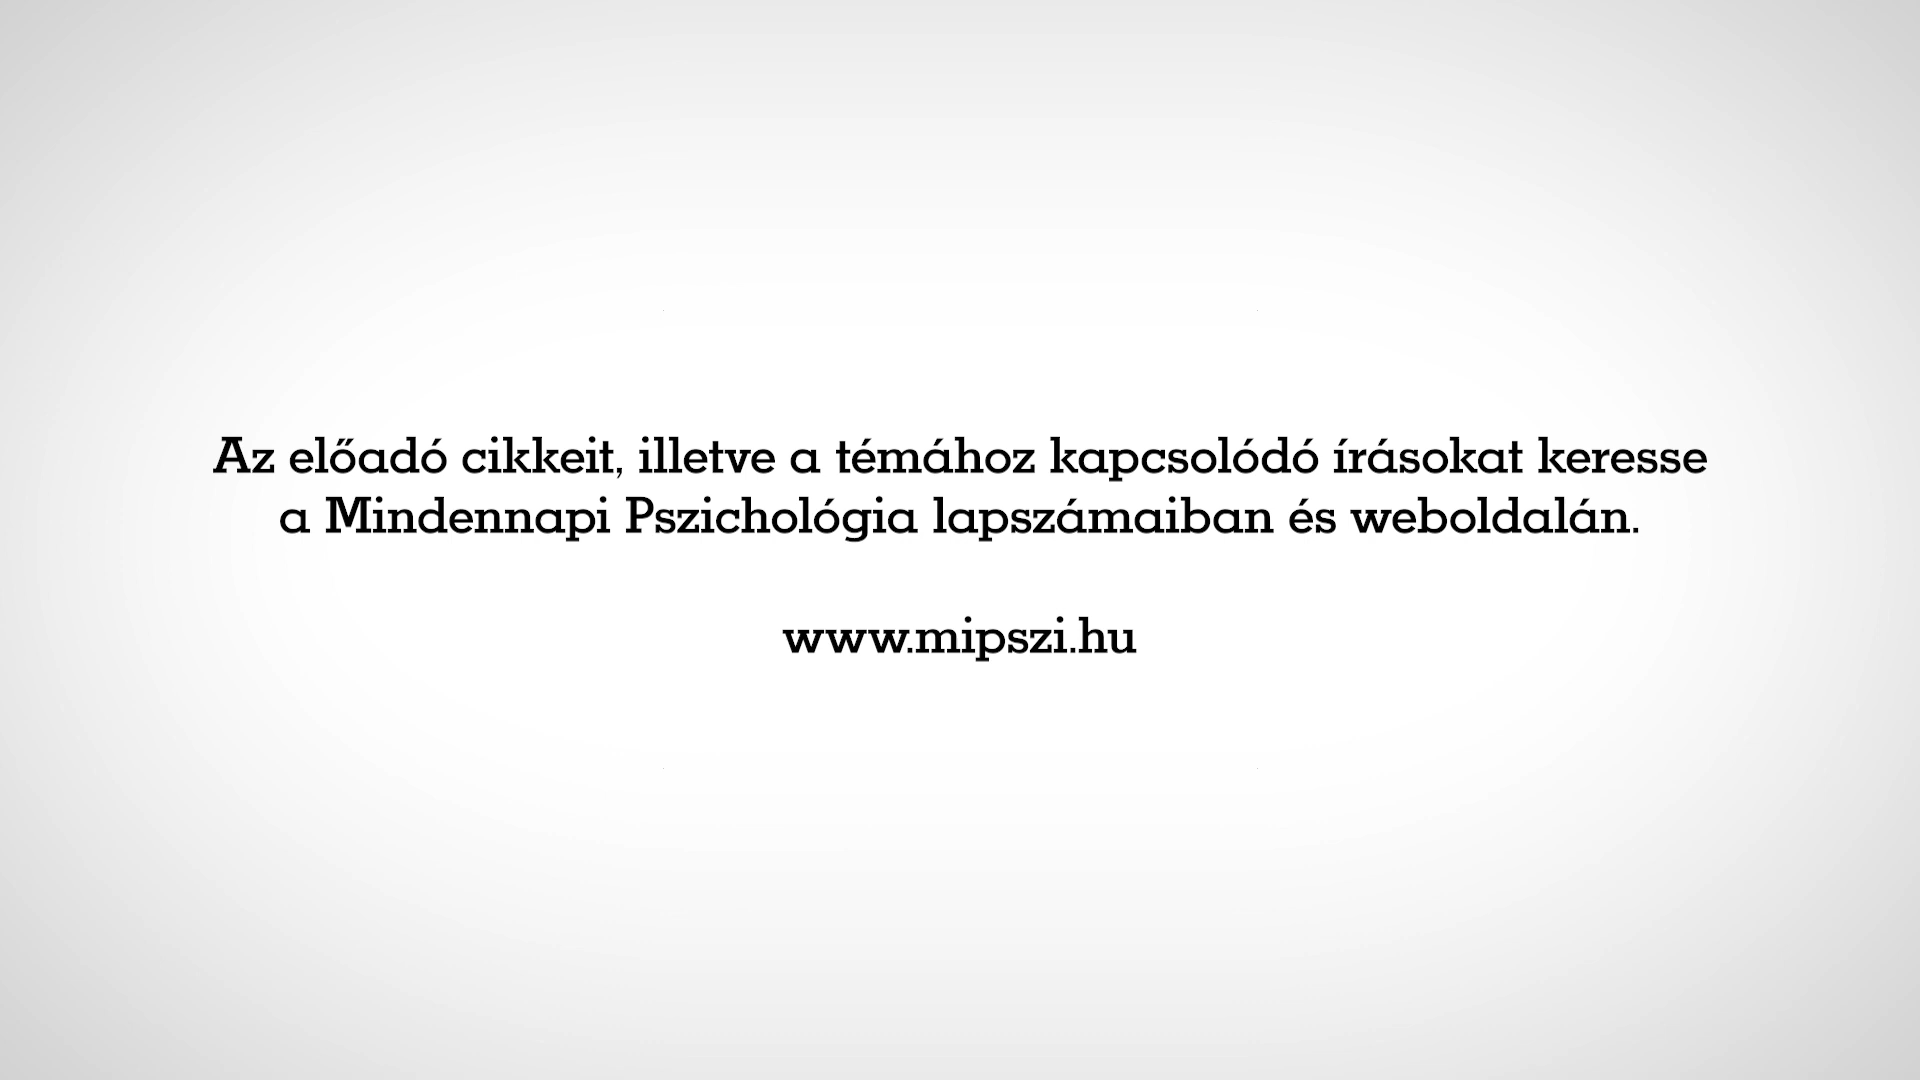 Az előadó cikkeit, illetve a témához kapcsolódó írásokat keresse
a Mindennapi Pszichológia lapszámaiban és weboldalán.
www.mipszi.hu